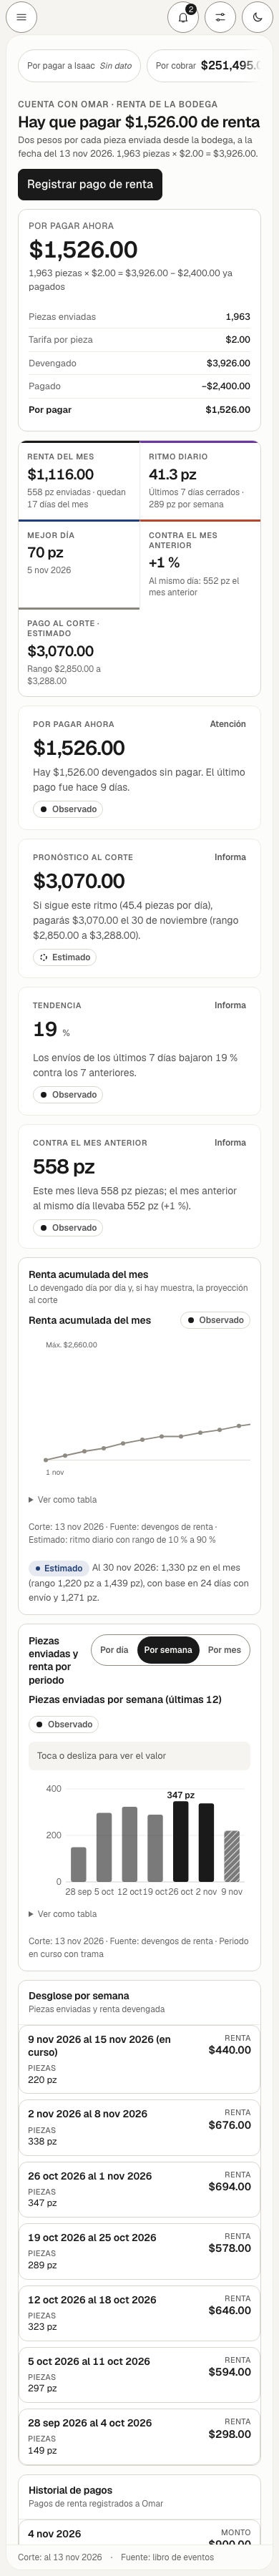 2
Por pagar a Isaac Sin dato
Por cobrar $251,495.0
CUENTA CON OMAR · RENTA DE LA BODEGA
Hay que pagar $1,526.00 de renta
Dos pesos por cada pieza enviada desde la bodega, a la
fecha del 13 nov 2026. 1,963 piezas × $2.00 = $3,926.00.
Registrar pago de renta
POR PAGAR AHORA
$1,526.00
1,963 piezas × $2.00 = $3,926.00 − $2,400.00 ya
pagados
Piezas enviadas 1,963
Tarifa por pieza $2.00
Devengado $3,926.00
Pagado −$2,400.00
Por pagar $1,526.00
RENTA DEL MES
$1,116.00
558 pz enviadas · quedan
17 días del mes
RITMO DIARIO
41.3 pz
Últimos 7 días cerrados ·
289 pz por semana
MEJOR DÍA
70 pz
5 nov 2026
CONTRA EL MES
ANTERIOR
+1 %
Al mismo día: 552 pz el
mes anterior
PAGO AL CORTE ·
ESTIMADO
$3,070.00
Rango $2,850.00 a
$3,288.00
POR PAGAR AHORA Atención
$1,526.00
Hay $1,526.00 devengados sin pagar. El último
pago fue hace 9 días.
Observado
PRONÓSTICO AL CORTE Informa
$3,070.00
Si sigue este ritmo (45.4 piezas por día),
pagarás $3,070.00 el 30 de noviembre (rango
$2,850.00 a $3,288.00).
Estimado
TENDENCIA Informa
19 %
Los envíos de los últimos 7 días bajaron 19 %
contra los 7 anteriores.
Observado
CONTRA EL MES ANTERIOR Informa
558 pz
Este mes lleva 558 pz piezas; el mes anterior
al mismo día llevaba 552 pz (+1 %).
Observado
Renta acumulada del mes
Lo devengado día por día y, si hay muestra, la proyección
al corte
Renta acumulada del mes Observado
Máx. $2,660.00
1 nov
Ver como tabla
Corte: 13 nov 2026 · Fuente: devengos de renta ·
Estimado: ritmo diario con rango de 10 % a 90 %
Estimado Al 30 nov 2026: 1,330 pz en el mes
(rango 1,220 pz a 1,439 pz), con base en 24 días con
envío y 1,271 pz.
Piezas
enviadas y
renta por
periodo
Por día Por semana Por mes
Piezas enviadas por semana (últimas 12)
Observado
Toca o desliza para ver el valor
347 pz
400
200
0
28 sep 5 oct 12 oct 19 oct 26 oct 2 nov 9 nov
Ver como tabla
Corte: 13 nov 2026 · Fuente: devengos de renta · Periodo
en curso con trama
Desglose por semana
Piezas enviadas y renta devengada
9 nov 2026 al 15 nov 2026 (en
curso)
RENTA
$440.00
PIEZAS
220 pz
2 nov 2026 al 8 nov 2026
RENTA
$676.00
PIEZAS
338 pz
26 oct 2026 al 1 nov 2026
RENTA
$694.00
PIEZAS
347 pz
19 oct 2026 al 25 oct 2026
RENTA
$578.00
PIEZAS
289 pz
12 oct 2026 al 18 oct 2026
RENTA
$646.00
PIEZAS
323 pz
5 oct 2026 al 11 oct 2026
RENTA
$594.00
PIEZAS
297 pz
28 sep 2026 al 4 oct 2026
RENTA
$298.00
PIEZAS
149 pz
Historial de pagos
Pagos de renta registrados a Omar
4 nov 2026
MONTO
$900.00
Corte: al 13 nov 2026 · Fuente: libro de eventos